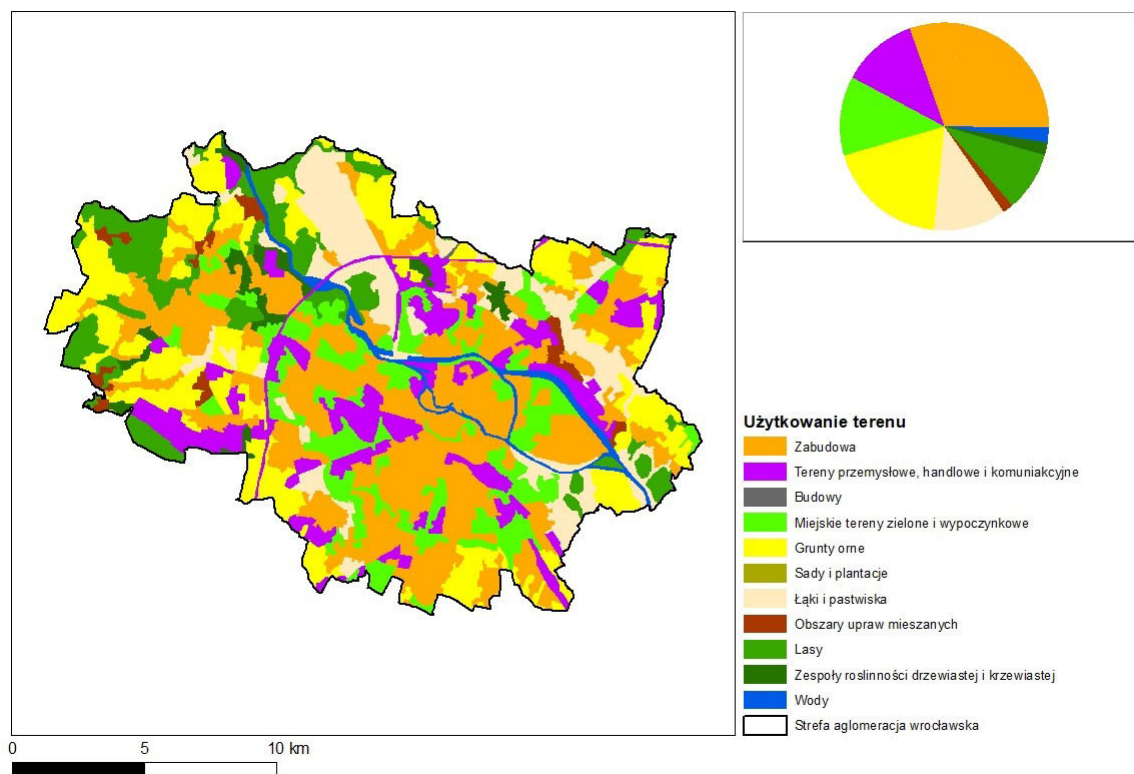 Użytkowanie terenu
Zabudowa
Tereny przemysłowe, handlowe i komuniakcyjne
Budowy
Miejskie tereny zielone i wypoczynkowe
Grunty orne
Sady i plantacje
Łąki i pastwiska
Obszary upraw mieszanych
Lasy
Zespoły roslinności drzewiastej i krzewiastej
Wody
Strefa aglomeracja wrocławska
0 5 10 km